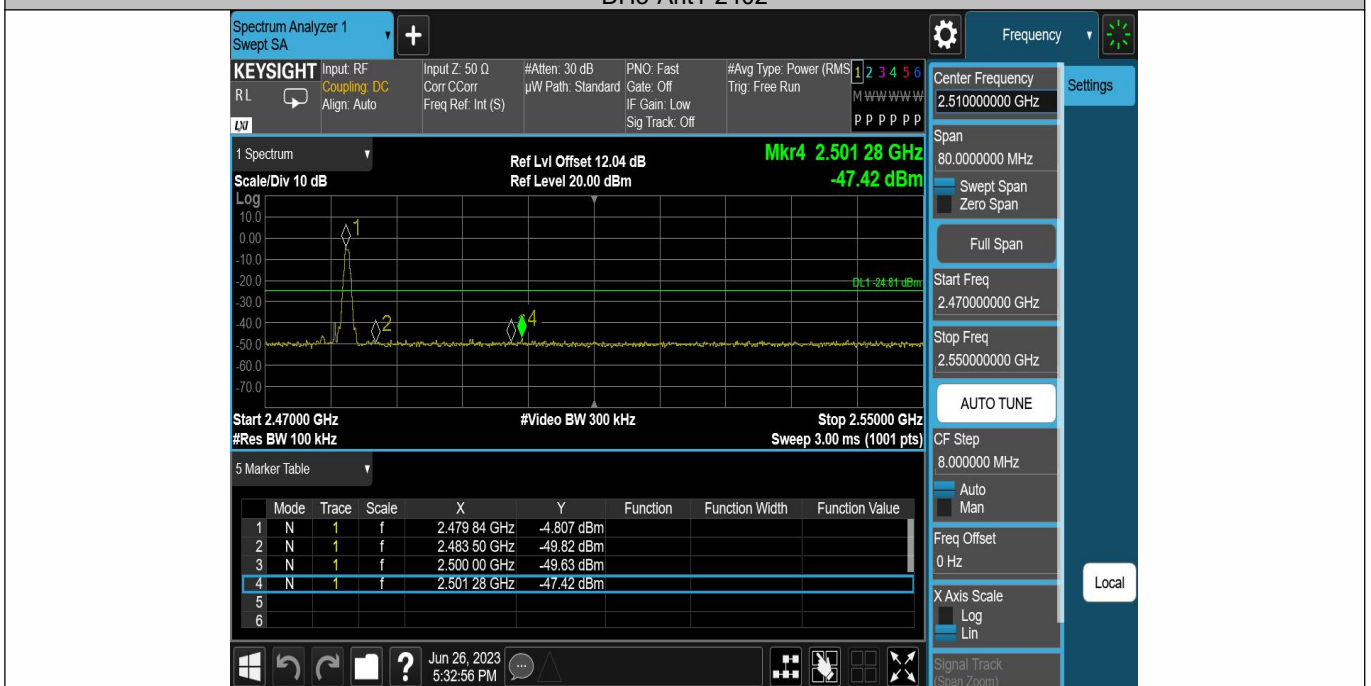 Spectrum Analyzer 1
Swept SA
+
Frequency
KEYSIGHT
RL
LXI
Input: RF
Coupling: DC
Align: Auto
Input Z: 50 Ω
Corr CCorr
Freq Ref: Int (S)
#Atten: 30 dB
µW Path: Standard
PNO: Fast
Gate: Off
IF Gain: Low
Sig Track: Off
#Avg Type: Power (RMS
Trig: Free Run
1 2 3 4 5 6
M W W W W W
P P P P P P
1 Spectrum
Scale/Div 10 dB
Ref Lvl Offset 12.04 dB
Ref Level 20.00 dBm
Mkr4 2.501 28 GHz
-47.42 dBm
Log
10.0
0.00
-10.0
-20.0
-30.0
-40.0
-50.0
-60.0
-70.0
1
2
4
DL1 -24.81 dBm
Start 2.47000 GHz
#Res BW 100 kHz
#Video BW 300 kHz
Stop 2.55000 GHz
Sweep 3.00 ms (1001 pts)
5 Marker Table
Mode Trace Scale X Y Function Function Width Function Value
1 N 1 f 2.479 84 GHz -4.807 dBm
2 N 1 f 2.483 50 GHz -49.82 dBm
3 N 1 f 2.500 00 GHz -49.63 dBm
4 N 1 f 2.501 28 GHz -47.42 dBm
5
6
?
Jun 26, 2023
5:32:56 PM
Center Frequency
2.510000000 GHz
Span
80.0000000 MHz
Swept Span
Zero Span
Full Span
Start Freq
2.470000000 GHz
Stop Freq
2.550000000 GHz
AUTO TUNE
CF Step
8.000000 MHz
Auto
Man
Freq Offset
0 Hz
X Axis Scale
Log
Lin
Signal Track
(Span Zoom)
Settings
Local